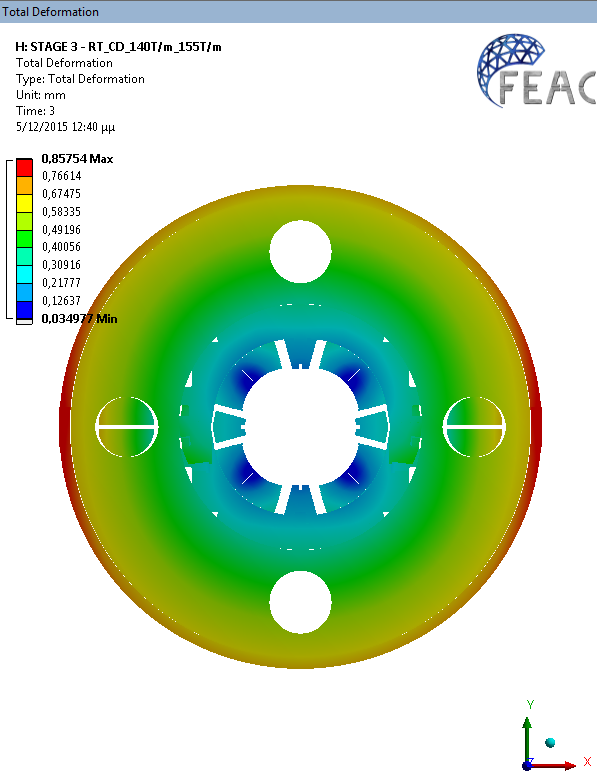 Total Deformation
H: STAGE 3 - RT_CD_140T/m_155T/m
Total Deformation
Type: Total Deformation
Unit: mm
Time: 3
5/12/2015 12:40 μμ
FEAC
0,85754 Max
0,76614
0,67475
0,58335
0,49196
0,40056
0,30916
0,21777
0,12637
0,034977 Min
Y
Z
X